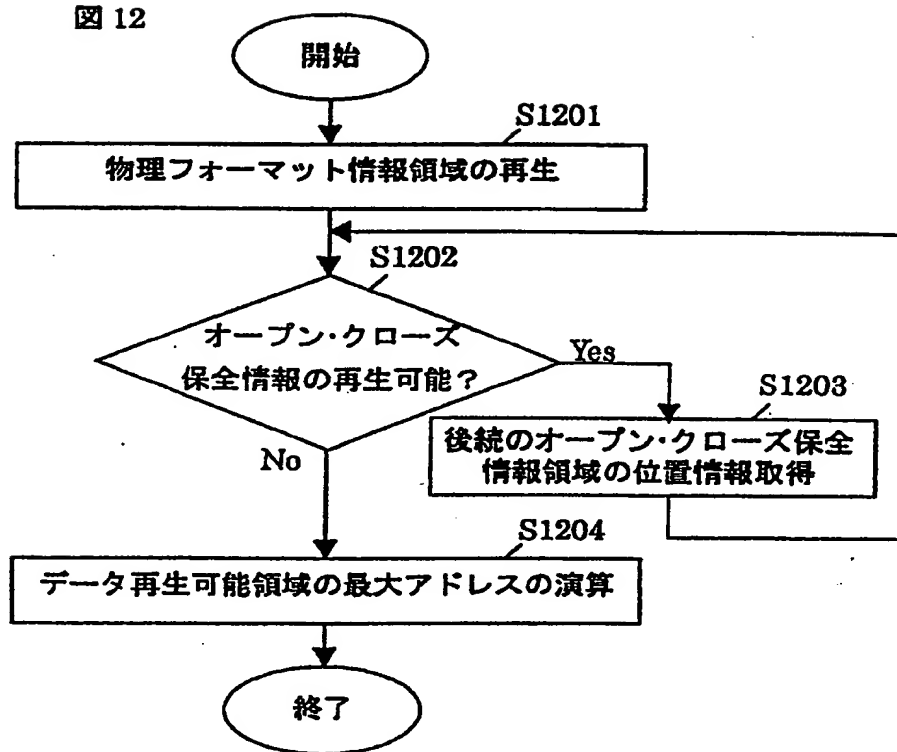 図 12
開始
S1201
物理フォーマット情報領域の再生
S1202
オープン・クローズ
保全情報の再生可能？
Yes
S1203
後続のオープン・クローズ保全
情報領域の位置情報取得
No
S1204
データ再生可能領域の最大アドレスの演算
終了